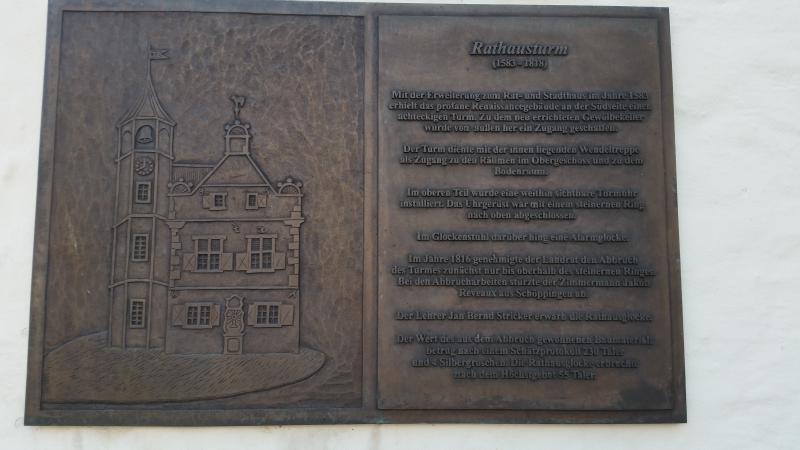 Rathausturm
(1583 - 1818)
Mit der Erweiterung zum Rat- und Stadthaus im Jahre 1583
erhielt das profane Renaissancegebäude an der Südseite einen
achteckigen Turm. Zu dem neu errichteten Gewölbekeller
wurde von außen her ein Zugang geschaffen.
Der Turm diente mit der innen liegenden Wendeltreppe
als Zugang zu den Räumen im Obergeschoss und zu dem
Bodenraum.
Im oberen Teil wurde eine weithin sichtbare Turmuhr
installiert. Das Uhrgerüst war mit einem steinernen Ring
nach oben abgeschlossen.
Im Glockenstuhl darüber hing eine Alarmglocke.
Im Jahre 1816 genehmigte der Landrat den Abbruch
des Turmes zunächst nur bis oberhalb des steinernen Ringes.
Bei den Abbrucharbeiten stürzte der Zimmermann Jakob
Reveaux aus Schöppingen ab.
Der Lehrer Jan Bernd Stricker erwarb die Rathausglocke.
Der Wert des aus dem Abbruch gewonnenen Baumaterials
betrug nach einem Schätzprotokoll 230 Taler
und 4 Silbergroschen. Die Rathausglocke erbrachte
nach dem Höchstgebot 55 Taler.